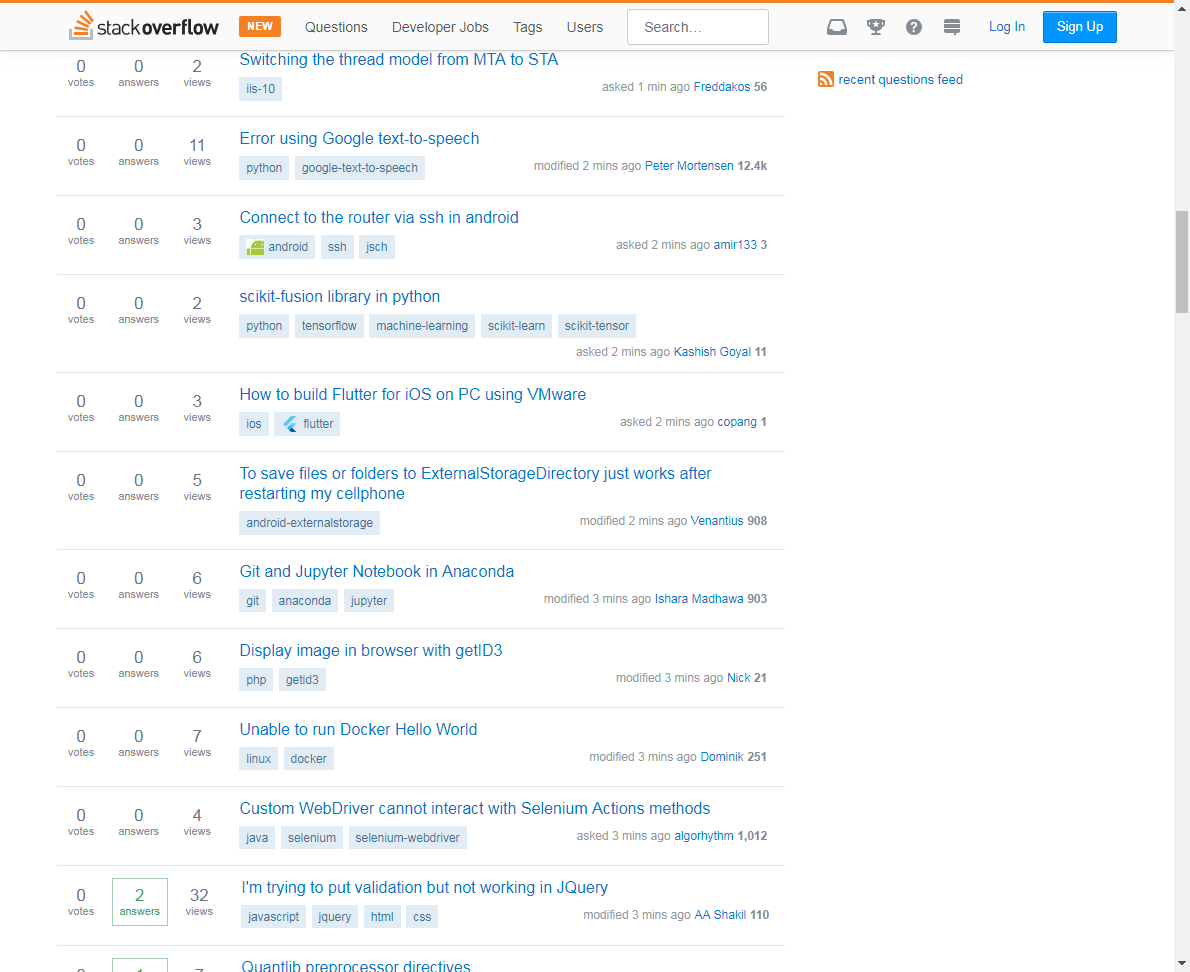 stackoverflow NEW Questions Developer Jobs Tags Users Search... Log In Sign Up
0 votes 0 answers 2 views
Switching the thread model from MTA to STA
iis-10
asked 1 min ago Freddakos 56
recent questions feed
0 votes 0 answers 11 views
Error using Google text-to-speech
python google-text-to-speech
modified 2 mins ago Peter Mortensen 12.4k
0 votes 0 answers 3 views
Connect to the router via ssh in android
android ssh jsch
asked 2 mins ago amir133 3
0 votes 0 answers 2 views
scikit-fusion library in python
python tensorflow machine-learning scikit-learn scikit-tensor
asked 2 mins ago Kashish Goyal 11
0 votes 0 answers 3 views
How to build Flutter for iOS on PC using VMware
ios flutter
asked 2 mins ago copang 1
0 votes 0 answers 5 views
To save files or folders to ExternalStorageDirectory just works after
restarting my cellphone
android-externalstorage
modified 2 mins ago Venantius 908
0 votes 0 answers 6 views
Git and Jupyter Notebook in Anaconda
git anaconda jupyter
modified 3 mins ago Ishara Madhawa 903
0 votes 0 answers 6 views
Display image in browser with getID3
php getid3
modified 3 mins ago Nick 21
0 votes 0 answers 7 views
Unable to run Docker Hello World
linux docker
modified 3 mins ago Dominik 251
0 votes 0 answers 4 views
Custom WebDriver cannot interact with Selenium Actions methods
java selenium selenium-webdriver
asked 3 mins ago algorhythm 1,012
0 votes 2 answers 32 views
I'm trying to put validation but not working in JQuery
javascript jquery html css
modified 3 mins ago AA Shakil 110
Quantlib preprocessor directives